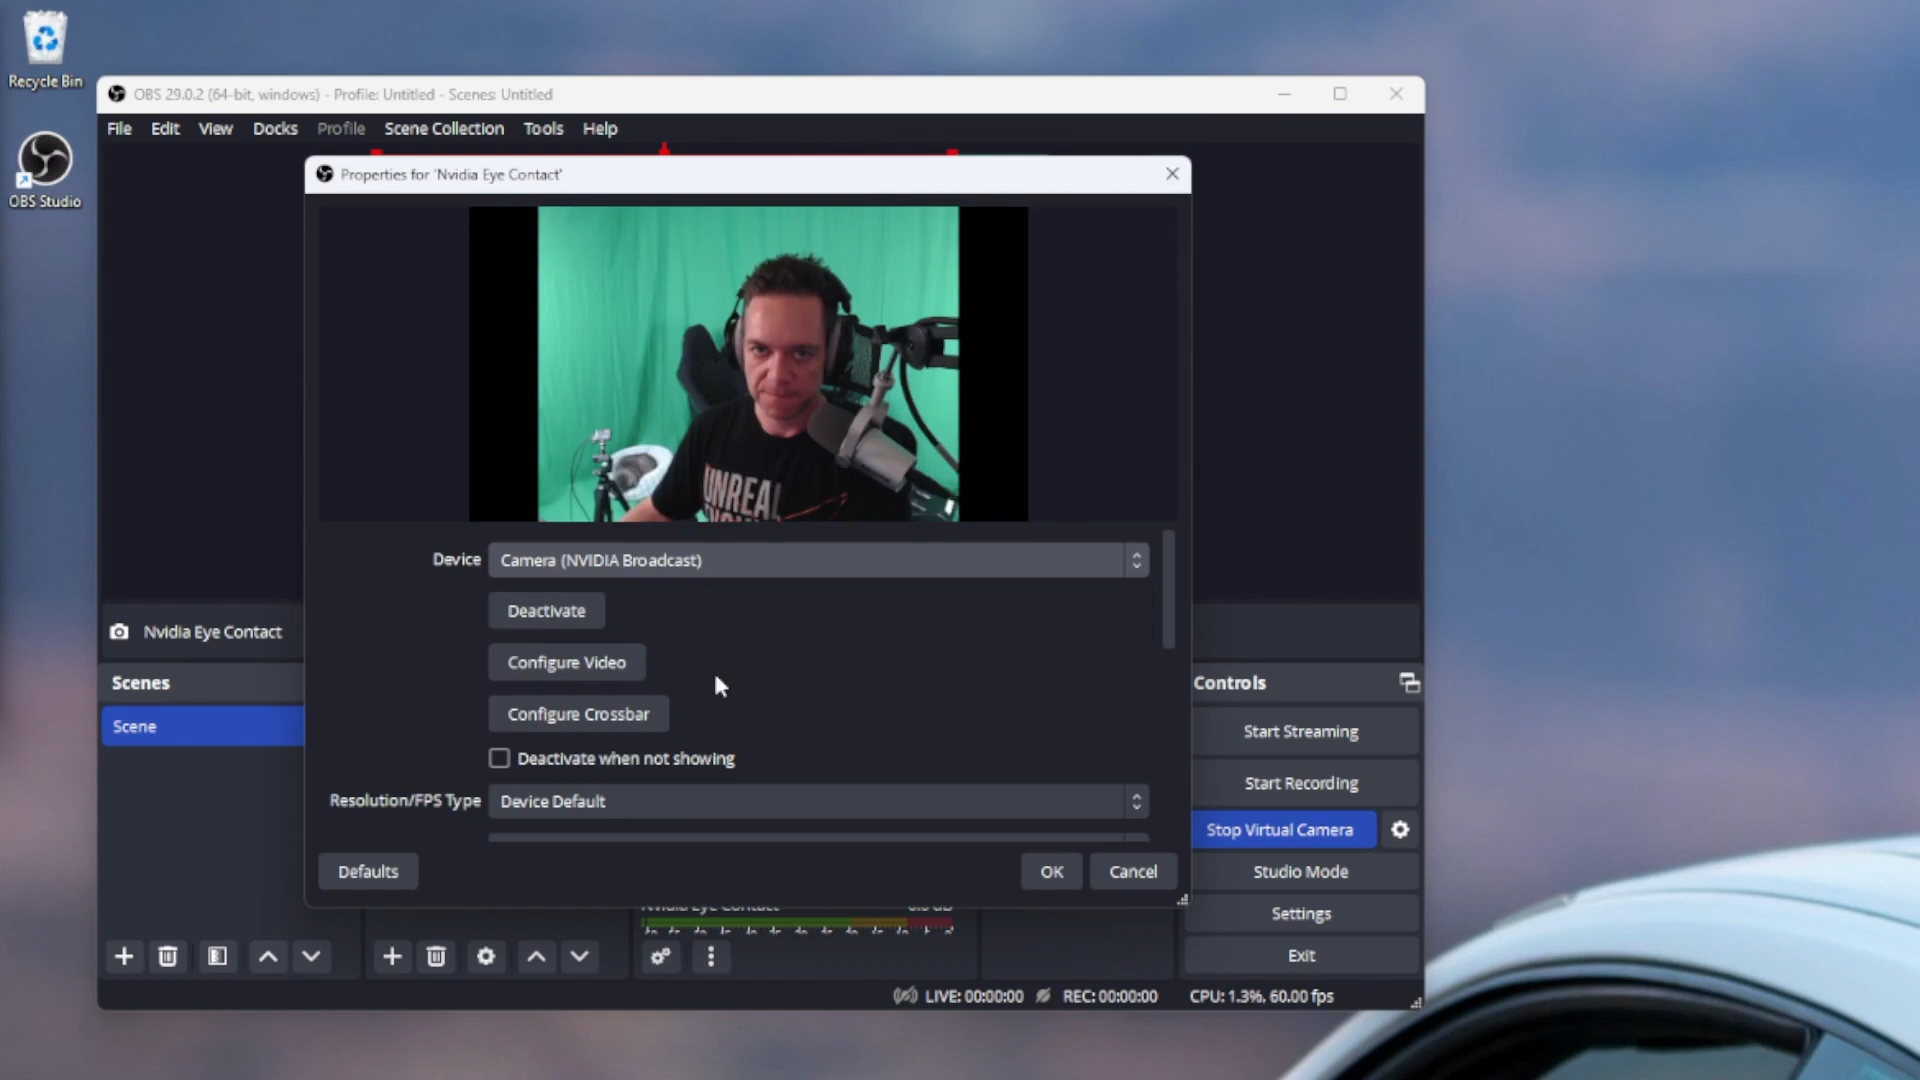 Recycle Bin
OBS Studio
OBS 29.0.2 (64-bit, windows) - Profile: Untitled - Scenes: Untitled
File Edit View Docks Profile Scene Collection Tools Help
Properties for 'Nvidia Eye Contact'
UNREAL
Device Camera (NVIDIA Broadcast)
Deactivate
Configure Video
Configure Crossbar
Deactivate when not showing
Resolution/FPS Type Device Default
Defaults OK Cancel
Nvidia Eye Contact
Scenes
Scene
Controls
Start Streaming
Start Recording
Stop Virtual Camera
Studio Mode
Settings
Exit
Nvidia Eye Contact
LIVE: 00:00:00 REC: 00:00:00 CPU: 1.3%, 60.00 fps